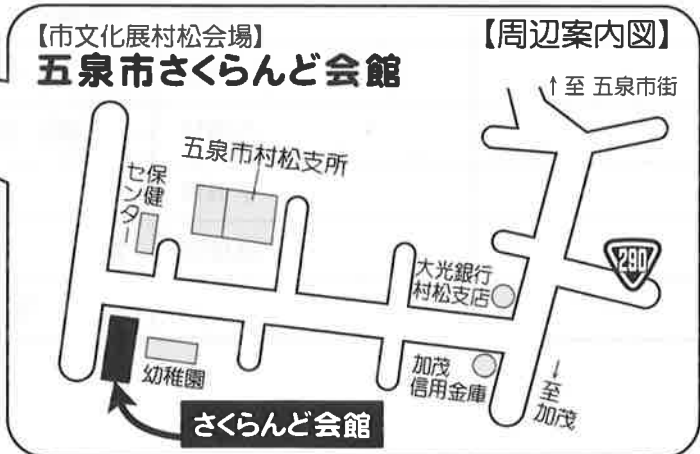 【市文化展村松会場】
五泉市さくらんど会館
【周辺案内図】
↑至 五泉市街
五泉市村松支所
保健
センター
大光銀行
村松支店
290
幼稚園
加茂
信用金庫
↓至加茂
さくらんど会館